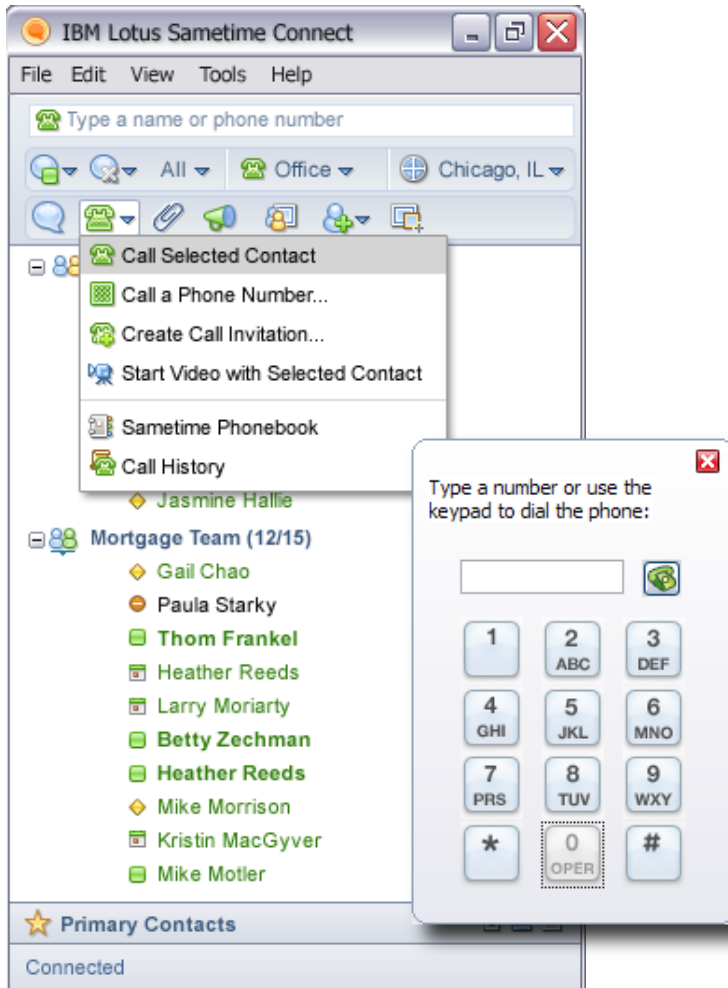 IBM Lotus Sametime Connect
File Edit View Tools Help
Type a name or phone number
All Office Chicago, IL
Call Selected Contact
Call a Phone Number...
Create Call Invitation...
Start Video with Selected Contact
Sametime Phonebook
Call History
Jasmine Hallie
Mortgage Team (12/15)
Gail Chao
Paula Starky
Thom Frankel
Heather Reeds
Larry Moriarty
Betty Zechman
Heather Reeds
Mike Morrison
Kristin MacGyver
Mike Motler
Primary Contacts
Connected
Type a number or use the
keypad to dial the phone:
1 2 3
ABC DEF
4 5 6
GHI JKL MNO
7 8 9
PRS TUV WXY
* 0 #
OPER